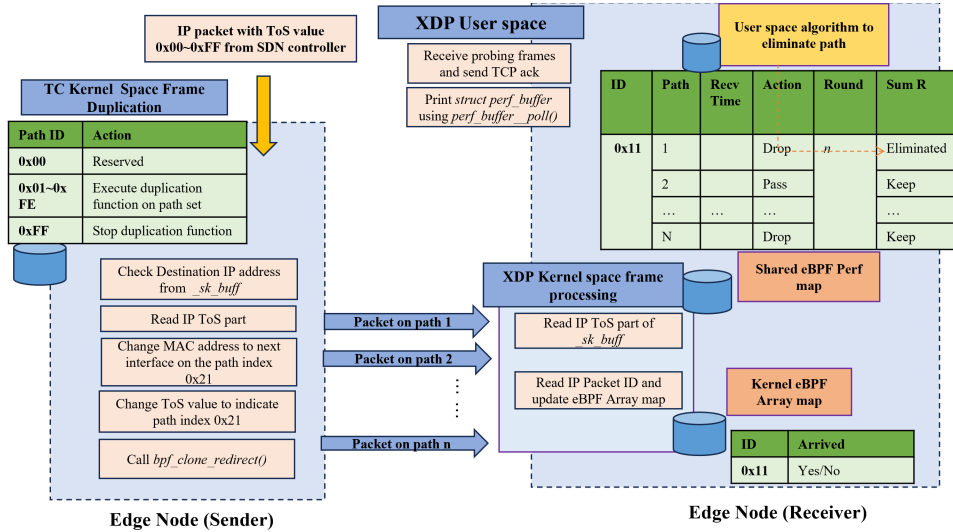 IP packet with ToS value
0x00~0xFF from SDN controller
XDP User space
User space algorithm to
eliminate path
Receive probing frames
and send TCP ack
Print struct perf_buffer
using perf_buffer__poll()
TC Kernel Space Frame
Duplication
Path ID Action
0x00 Reserved
0x01~0x
FE
Execute duplication
function on path set
0xFF Stop duplication function
ID Path Recv
Time
Action Round Sum R
0x11 1 Drop n Eliminated
2 Pass Keep
… … … …
N Drop Keep
Check Destination IP address
from _sk_buff
Read IP ToS part
Change MAC address to next
interface on the path index
0x21
Change ToS value to indicate
path index 0x21
Call bpf_clone_redirect()
Packet on path 1
Packet on path 2
Packet on path n
XDP Kernel space frame
processing
Read IP ToS part of
_sk_buff
Read IP Packet ID and
update eBPF Array map
Shared eBPF Perf
map
Kernel eBPF
Array map
ID Arrived
0x11 Yes/No
Edge Node (Sender)
Edge Node (Receiver)